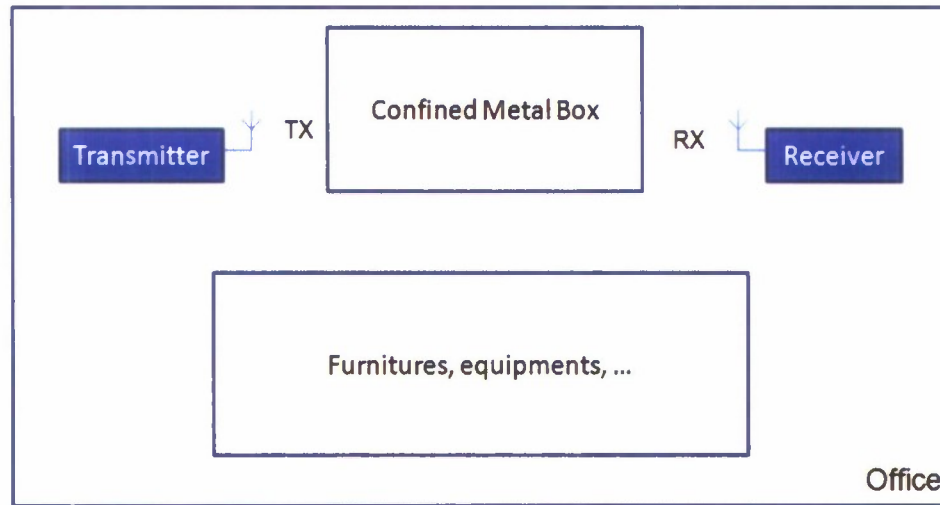 Confined Metal Box
TX
RX
Transmitter
Receiver
Furnitures, equipments, ...
Office